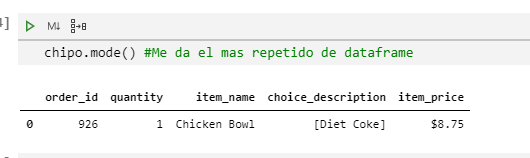 4]
M↓
chipo.mode() #Me da el mas repetido de dataframe
order_id quantity item_name choice_description item_price
0 926 1 Chicken Bowl [Diet Coke] $8.75